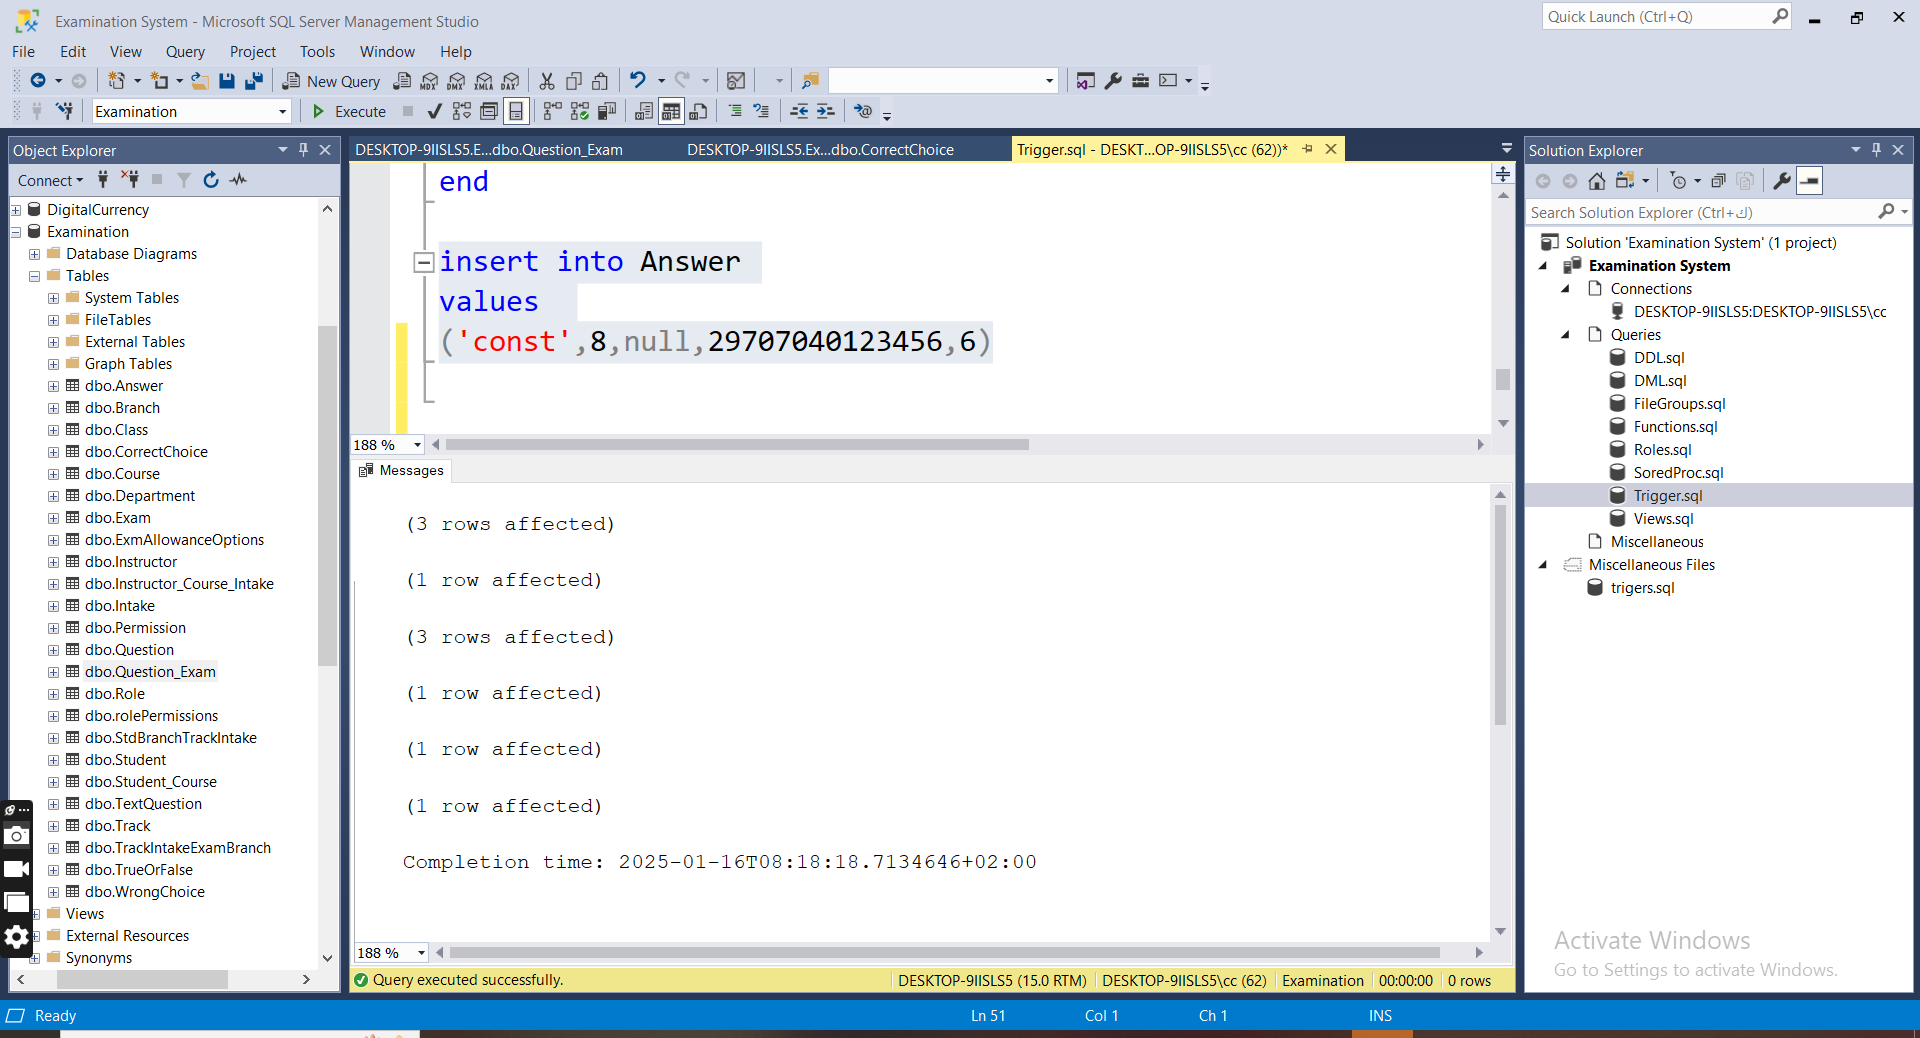 Examination System - Microsoft SQL Server Management Studio
Quick Launch (Ctrl+Q)
File Edit View Query Project Tools Window Help
New Query MDX DMX XMLA DAX
Examination
Execute
Object Explorer
Connect
DigitalCurrency
Examination
Database Diagrams
Tables
System Tables
FileTables
External Tables
Graph Tables
dbo.Answer
dbo.Branch
dbo.Class
dbo.CorrectChoice
dbo.Course
dbo.Department
dbo.Exam
dbo.ExmAllowanceOptions
dbo.Instructor
dbo.Instructor_Course_Intake
dbo.Intake
dbo.Permission
dbo.Question
dbo.Question_Exam
dbo.Role
dbo.rolePermissions
dbo.StdBranchTrackIntake
dbo.Student
dbo.Student_Course
dbo.TextQuestion
dbo.Track
dbo.TrackIntakeExamBranch
dbo.TrueOrFalse
dbo.WrongChoice
Views
External Resources
Synonyms
DESKTOP-9IISLS5.E...dbo.Question_Exam
DESKTOP-9IISLS5.Ex...dbo.CorrectChoice
Trigger.sql - DESKT...OP-9IISLS5\cc (62))*
end
insert into Answer
values
('const',8,null,29707040123456,6)
188 %
Messages
(3 rows affected)
(1 row affected)
(3 rows affected)
(1 row affected)
(1 row affected)
(1 row affected)
Completion time: 2025-01-16T08:18:18.7134646+02:00
188 %
Query executed successfully.
DESKTOP-9IISLS5 (15.0 RTM)
DESKTOP-9IISLS5\cc (62)
Examination
00:00:00
0 rows
Solution Explorer
Search Solution Explorer (Ctrl+ك)
Solution 'Examination System' (1 project)
Examination System
Connections
DESKTOP-9IISLS5:DESKTOP-9IISLS5\cc
Queries
DDL.sql
DML.sql
FileGroups.sql
Functions.sql
Roles.sql
SoredProc.sql
Trigger.sql
Views.sql
Miscellaneous
Miscellaneous Files
trigers.sql
Activate Windows
Go to Settings to activate Windows.
Ready
Ln 51
Col 1
Ch 1
INS